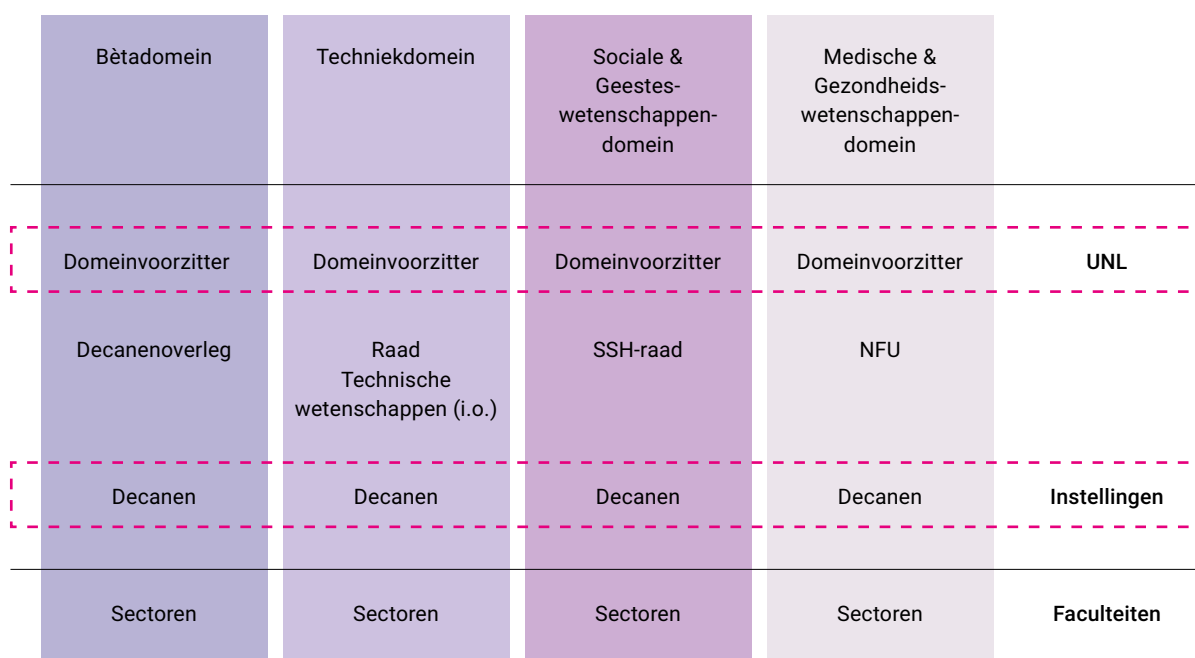 Bètadomein
Techniekdomein
Sociale &
Geestes-
wetenschappen-
domein
Medische &
Gezondheids-
wetenschappen-
domein
Domeinvoorzitter
Domeinvoorzitter
Domeinvoorzitter
Domeinvoorzitter
UNL
Decanenoverleg
Raad
Technische
wetenschappen (i.o.)
SSH-raad
NFU
Decanen
Decanen
Decanen
Decanen
Instellingen
Sectoren
Sectoren
Sectoren
Sectoren
Faculteiten